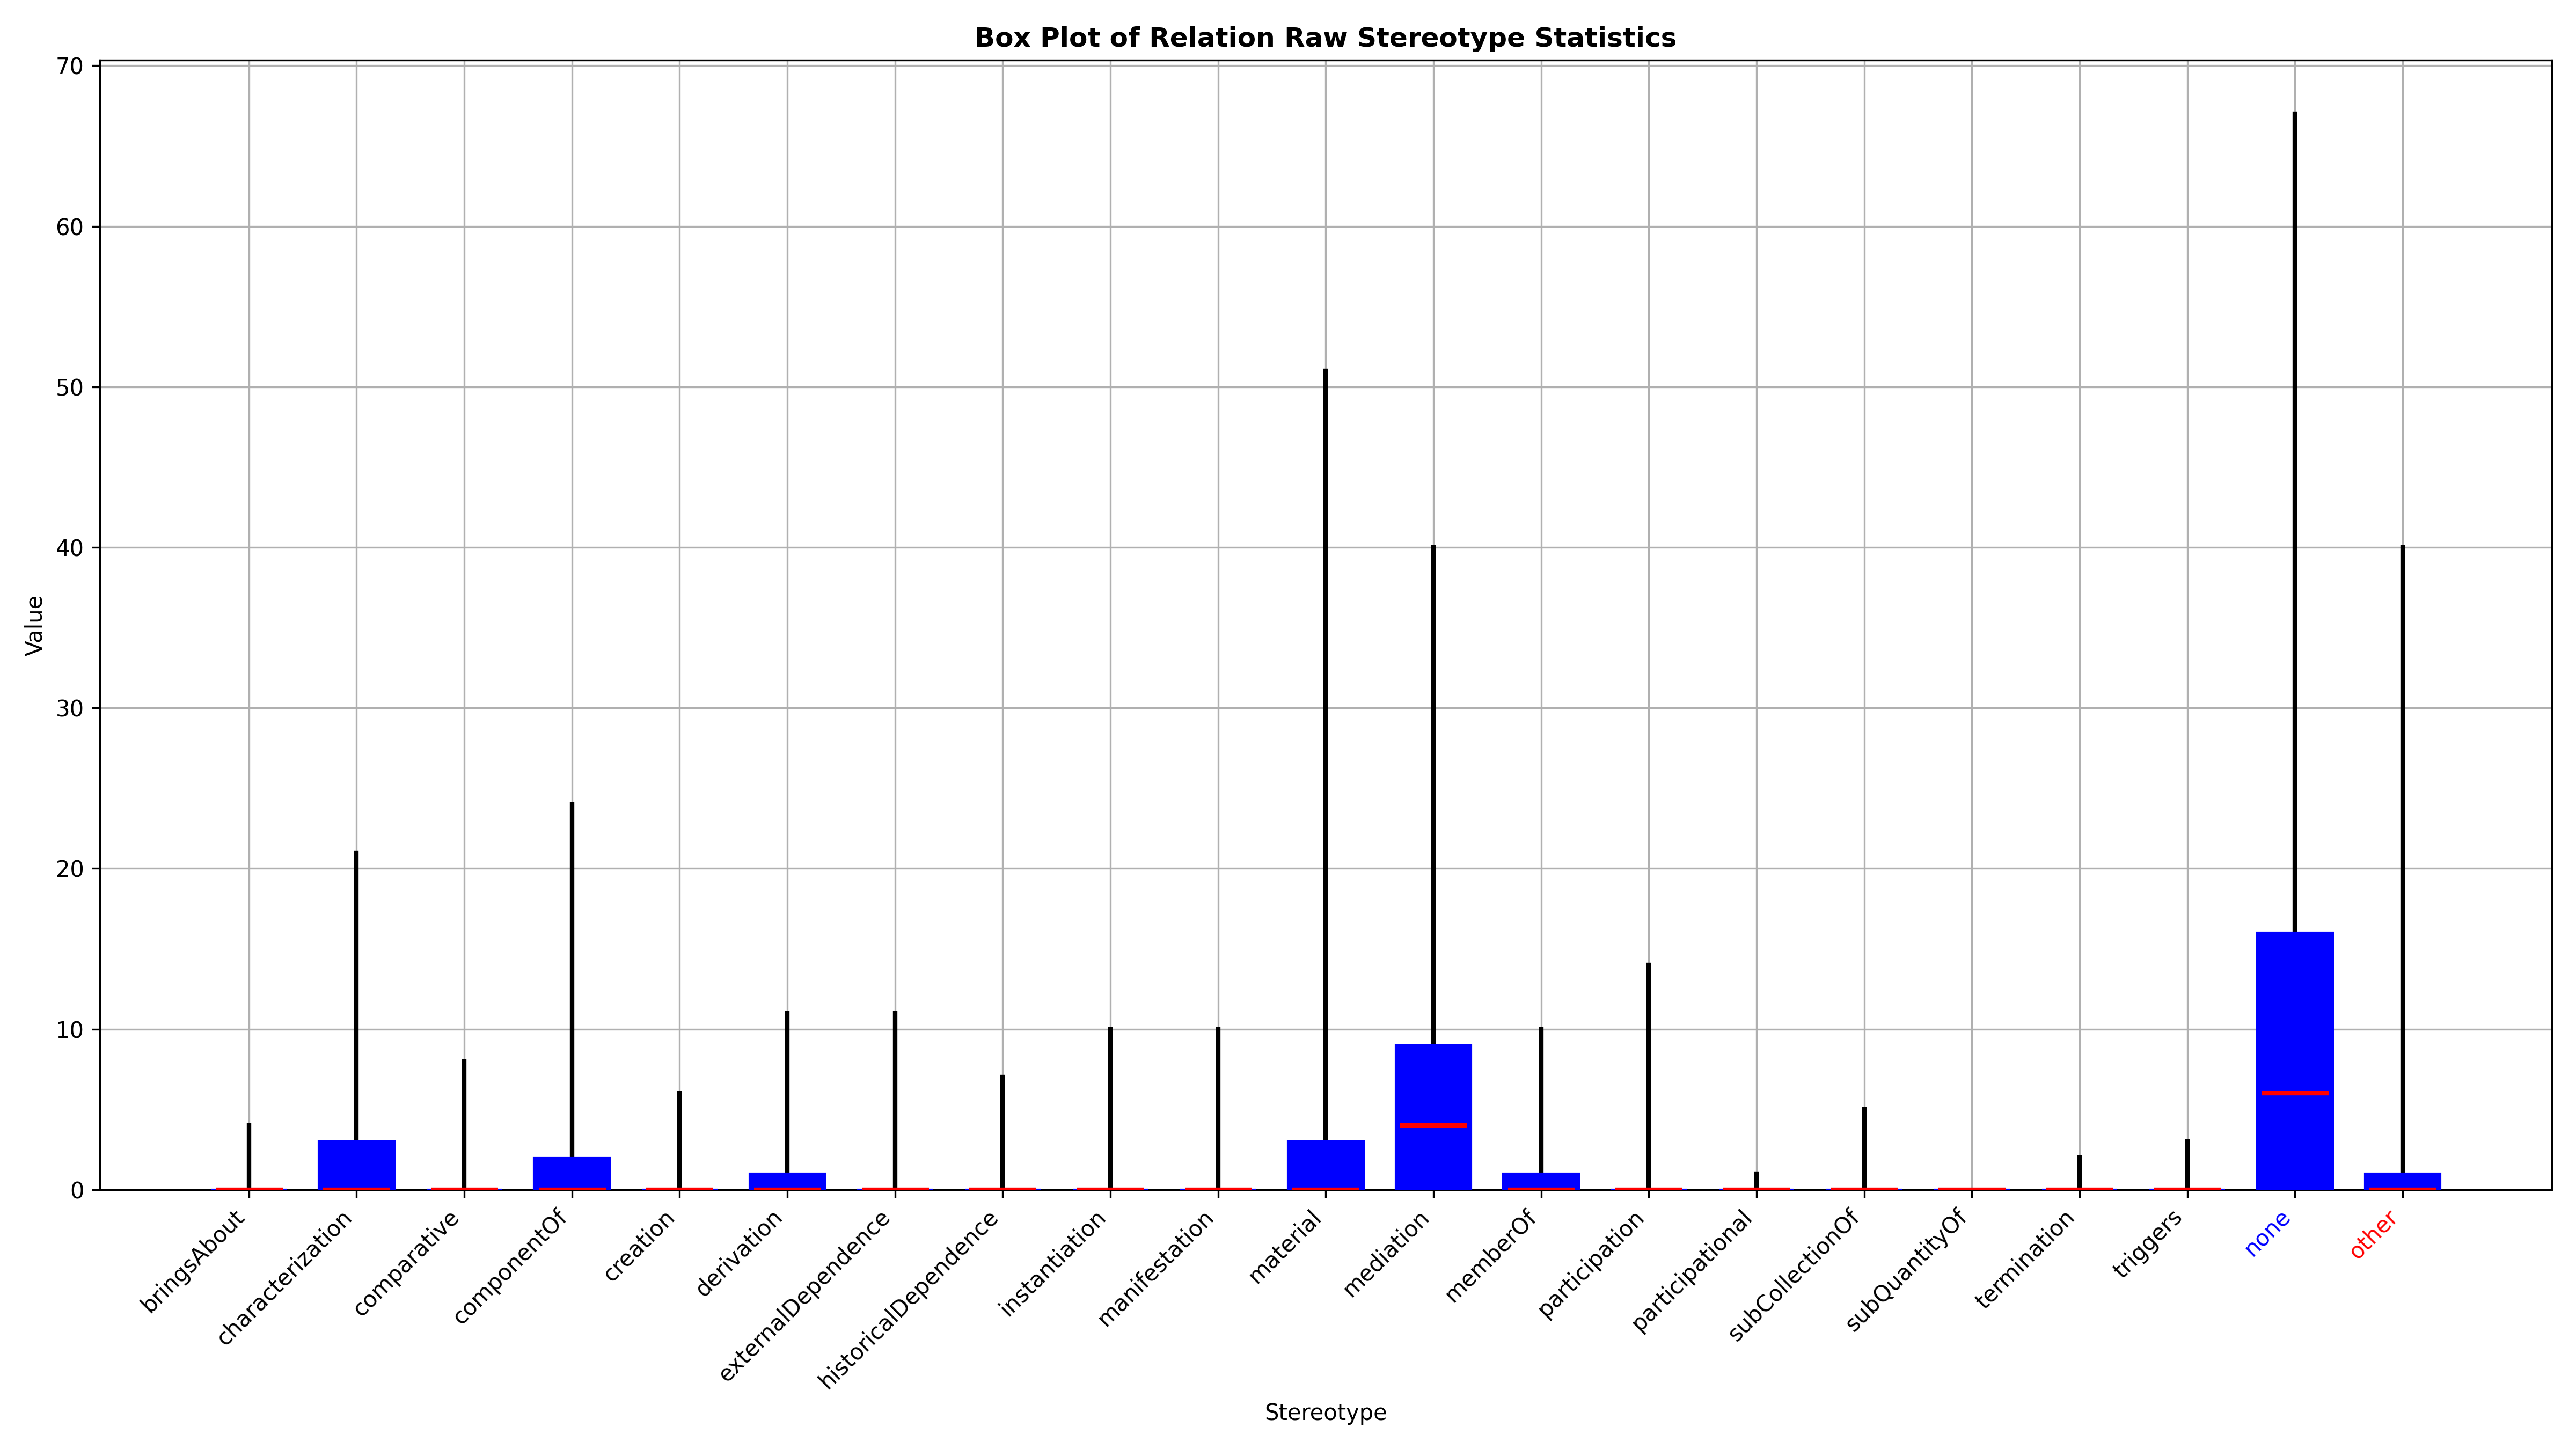 Box Plot of Relation Raw Stereotype Statistics
70
60
50
40
30
20
10
0
Value
bringsAbout
characterization
comparative
componentOf
creation
derivation
externalDependence
historicalDependence
instantiation
manifestation
material
mediation
memberOf
participation
participational
subCollectionOf
subQuantityOf
termination
triggers
none
other
Stereotype